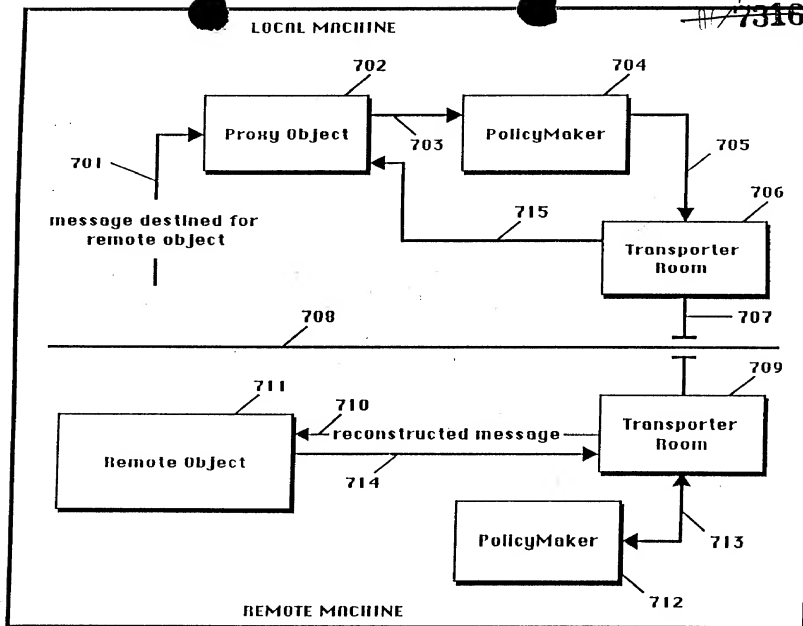 LOCAL MACHINE
7316
702
704
Proxy Object
PolicyMaker
703
701
705
706
message destined for
remote object
715
Transporter
Room
708
707
711
709
710
reconstructed message
Transporter
Room
Remote Object
714
PolicyMaker
713
712
REMOTE MACHINE